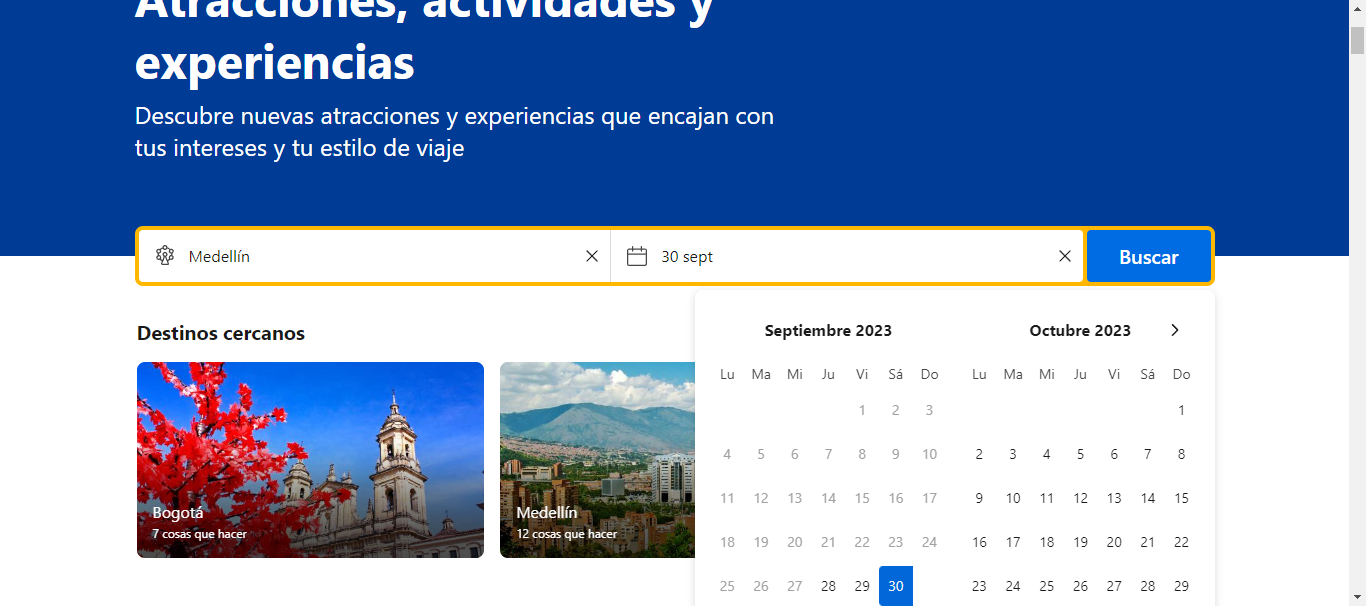 Atracciones, actividades y
experiencias
Descubre nuevas atracciones y experiencias que encajan con
tus intereses y tu estilo de viaje
Medellín
30 sept
Buscar
Destinos cercanos
Bogotá
7 cosas que hacer
Medellín
12 cosas que hacer
Septiembre 2023
Lu Ma Mi Ju Vi Sá Do
1 2 3
4 5 6 7 8 9 10
11 12 13 14 15 16 17
18 19 20 21 22 23 24
25 26 27 28 29 30
Octubre 2023
Lu Ma Mi Ju Vi Sá Do
1
2 3 4 5 6 7 8
9 10 11 12 13 14 15
16 17 18 19 20 21 22
23 24 25 26 27 28 29